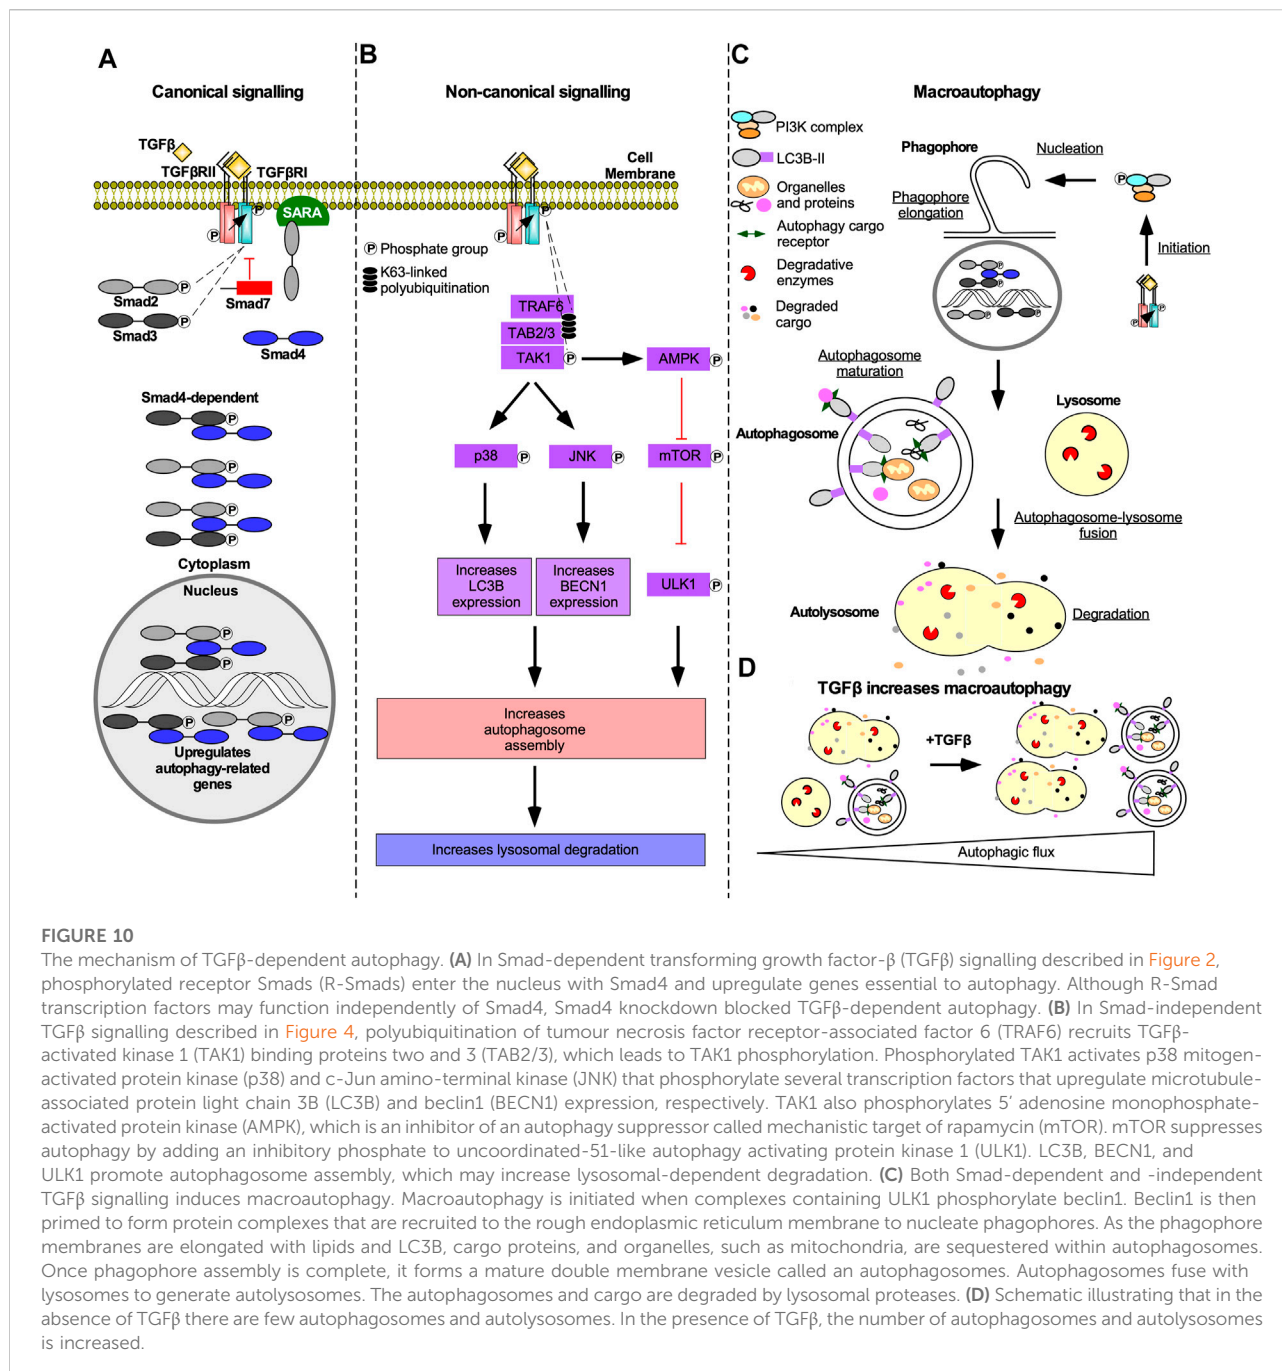 A
Canonical signalling
TGFβ
TGFβRII
TGFβRI
P
P
SARA
Smad2
P
Smad7
Smad3
P
Smad4
Smad4-dependent
P
P
P
P
Cytoplasm
Nucleus
P
P
P
P
Upregulates
autophagy-related
genes
B
Non-canonical signalling
Cell
Membrane
P
P
P Phosphate group
K63-linked
polyubiquitination
TRAF6
TAB2/3
TAK1
P
AMPK
P
p38
P
JNK
P
mTOR
P
Increases
LC3B
expression
Increases
BECN1
expression
ULK1
P
Increases
autophagosome
assembly
Increases lysosomal degradation
C
Macroautophagy
PI3K complex
LC3B-II
Organelles
and proteins
Autophagy cargo
receptor
Degradative
enzymes
Degraded
cargo
Phagophore
Nucleation
P
Phagophore
elongation
Initiation
P
P
P
P
P
P
Autophagosome
maturation
Autophagosome
Lysosome
Autophagosome-lysosome
fusion
Autolysosome
Degradation
D
TGFβ increases macroautophagy
+TGFβ
Autophagic flux
FIGURE 10
The mechanism of TGFβ-dependent autophagy. (A) In Smad-dependent transforming growth factor-β (TGFβ) signalling described in Figure 2,
phosphorylated receptor Smads (R-Smads) enter the nucleus with Smad4 and upregulate genes essential to autophagy. Although R-Smad
transcription factors may function independently of Smad4, Smad4 knockdown blocked TGFβ-dependent autophagy. (B) In Smad-independent
TGFβ signalling described in Figure 4, polyubiquitination of tumour necrosis factor receptor-associated factor 6 (TRAF6) recruits TGFβ-
activated kinase 1 (TAK1) binding proteins two and 3 (TAB2/3), which leads to TAK1 phosphorylation. Phosphorylated TAK1 activates p38 mitogen-
activated protein kinase (p38) and c-Jun amino-terminal kinase (JNK) that phosphorylate several transcription factors that upregulate microtubule-
associated protein light chain 3B (LC3B) and beclin1 (BECN1) expression, respectively. TAK1 also phosphorylates 5’ adenosine monophosphate-
activated protein kinase (AMPK), which is an inhibitor of an autophagy suppressor called mechanistic target of rapamycin (mTOR). mTOR suppresses
autophagy by adding an inhibitory phosphate to uncoordinated-51-like autophagy activating protein kinase 1 (ULK1). LC3B, BECN1, and
ULK1 promote autophagosome assembly, which may increase lysosomal-dependent degradation. (C) Both Smad-dependent and -independent
TGFβ signalling induces macroautophagy. Macroautophagy is initiated when complexes containing ULK1 phosphorylate beclin1. Beclin1 is then
primed to form protein complexes that are recruited to the rough endoplasmic reticulum membrane to nucleate phagophores. As the phagophore
membranes are elongated with lipids and LC3B, cargo proteins, and organelles, such as mitochondria, are sequestered within autophagosomes.
Once phagophore assembly is complete, it forms a mature double membrane vesicle called an autophagosomes. Autophagosomes fuse with
lysosomes to generate autolysosomes. The autophagosomes and cargo are degraded by lysosomal proteases. (D) Schematic illustrating that in the
absence of TGFβ there are few autophagosomes and autolysosomes. In the presence of TGFβ, the number of autophagosomes and autolysosomes
is increased.